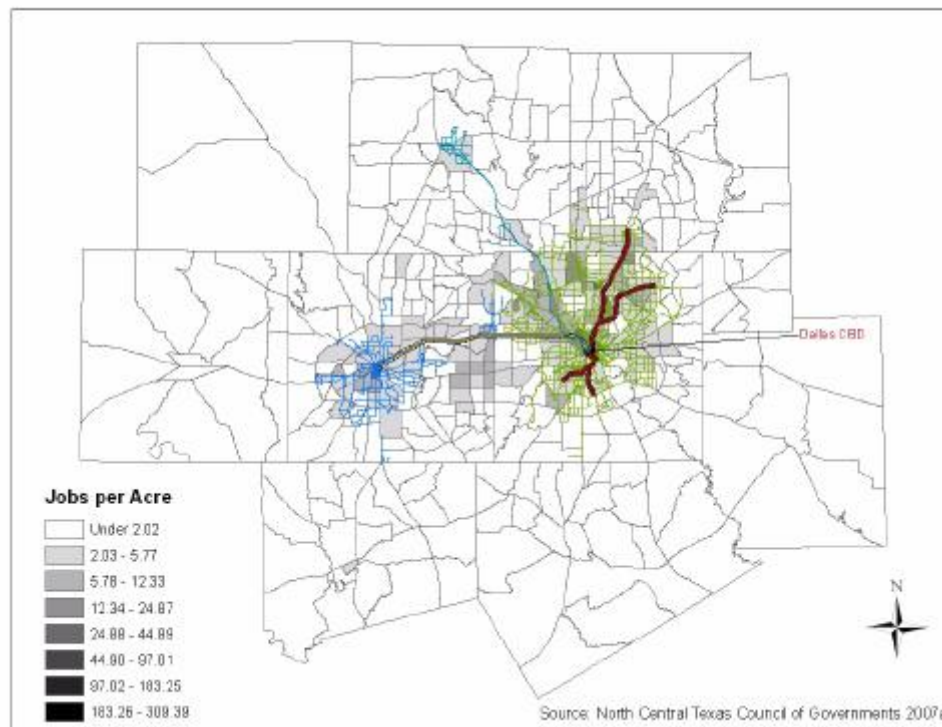 Dallas CBD
Jobs per Acre
Under 2.02
2.03 - 5.77
5.78 - 12.33
12.34 - 24.87
24.88 - 44.89
44.90 - 97.01
97.02 - 183.25
183.26 - 309.39
N
Source: North Central Texas Council of Governments 2007